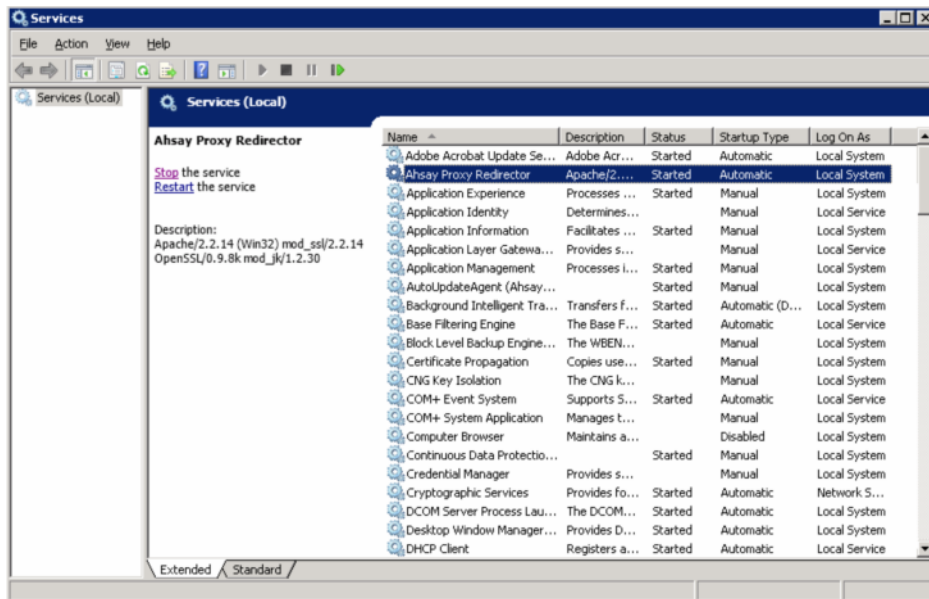 Services
File Action View Help
Services (Local)
Services (Local)
Ahsay Proxy Redirector
Stop the service
Restart the service
Description:
Apache/2.2.14 (Win32) mod_ssl/2.2.14
OpenSSL/0.9.8k mod_jk/1.2.30
Name Description Status Startup Type Log On As
Adobe Acrobat Update Se... Adobe Acr... Started Automatic Local System
Ahsay Proxy Redirector Apache/2.... Started Automatic Local System
Application Experience Processes ... Started Manual Local System
Application Identity Determines... Manual Local Service
Application Information Facilitates ... Started Manual Local System
Application Layer Gatewa... Provides s... Manual Local Service
Application Management Processes i... Started Manual Local System
AutoUpdateAgent (Ahsay... Started Manual Local System
Background Intelligent Tra... Transfers f... Started Automatic (D... Local System
Base Filtering Engine The Base F... Started Automatic Local Service
Block Level Backup Engine... The WBEN... Manual Local System
Certificate Propagation Copies use... Started Manual Local System
CNG Key Isolation The CNG k... Manual Local System
COM+ Event System Supports S... Started Automatic Local Service
COM+ System Application Manages t... Manual Local System
Computer Browser Maintains a... Disabled Local System
Continuous Data Protectio... Started Manual Local System
Credential Manager Provides s... Manual Local System
Cryptographic Services Provides fo... Started Automatic Network S...
DCOM Server Process Lau... The DCOM... Started Automatic Local System
Desktop Window Manager... Provides D... Started Automatic Local System
DHCP Client Registers a... Started Automatic Local Service
Extended Standard